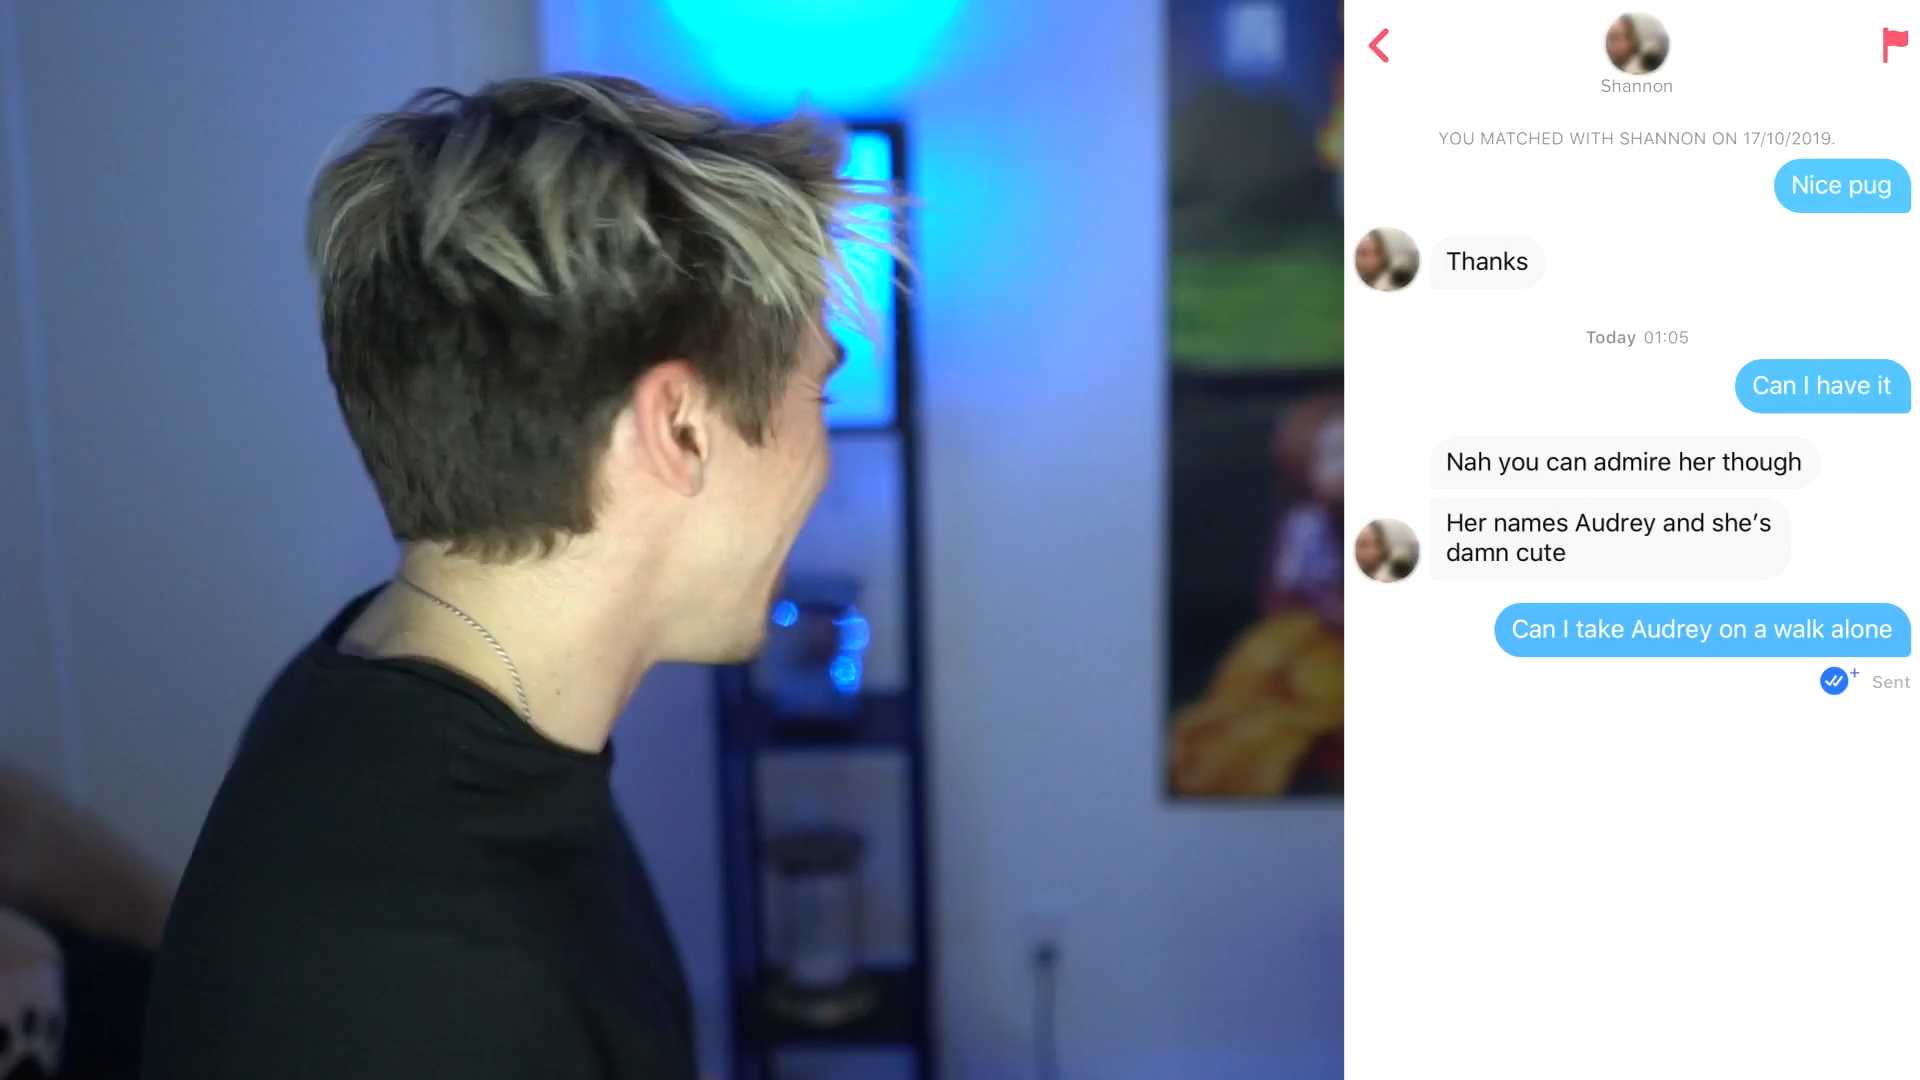 Shannon
YOU MATCHED WITH SHANNON ON 17/10/2019.
Nice pug
Thanks
Today 01:05
Can I have it
Nah you can admire her though
Her names Audrey and she’s
damn cute
Can I take Audrey on a walk alone
Sent